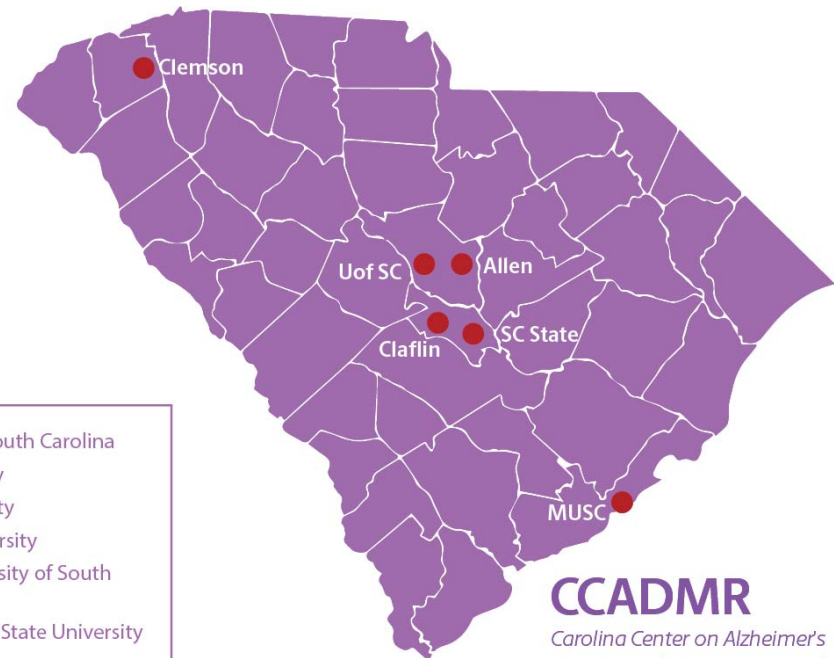 Clemson
Uof SC
Allen
Claflin
SC State
MUSC
outh Carolina
y
ty
rsity
sity of South
State University
CCADMR
Carolina Center on Alzheimer's